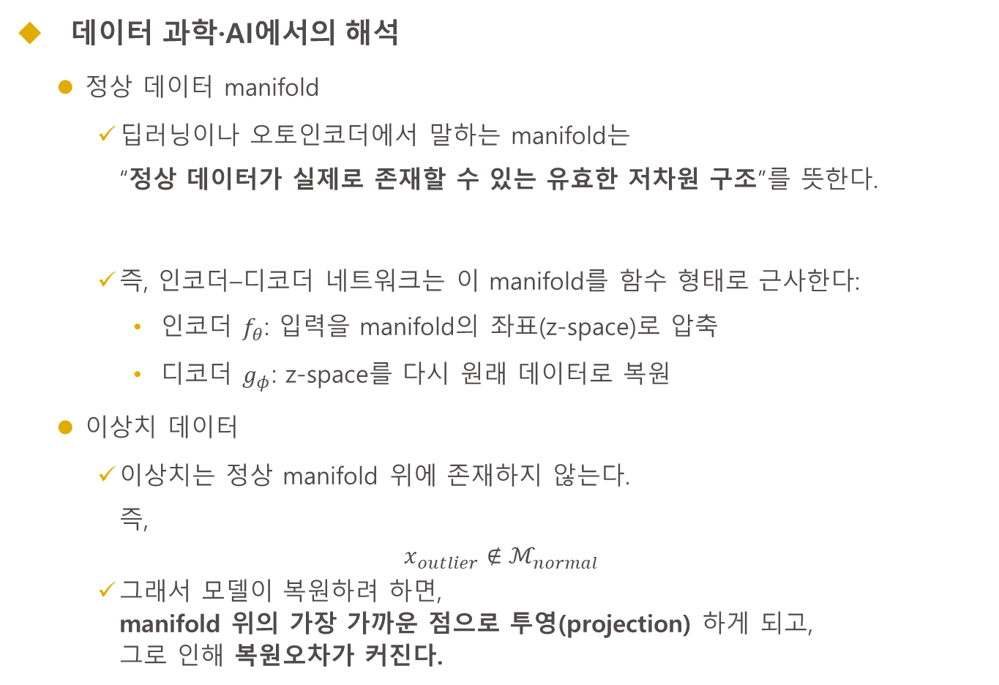 ◆ 데이터 과학·AI에서의 해석
● 정상 데이터 manifold
✓ 딥러닝이나 오토인코더에서 말하는 manifold는
“정상 데이터가 실제로 존재할 수 있는 유효한 저차원 구조”를 뜻한다.
✓ 즉, 인코더–디코더 네트워크는 이 manifold를 함수 형태로 근사한다:
• 인코더 $f_\theta$: 입력을 manifold의 좌표(z-space)로 압축
• 디코더 $g_\phi$: z-space를 다시 원래 데이터로 복원
● 이상치 데이터
✓ 이상치는 정상 manifold 위에 존재하지 않는다.
즉,
$x_{outlier} \notin \mathcal{M}_{normal}$
✓ 그래서 모델이 복원하려 하면,
manifold 위의 가장 가까운 점으로 투영(projection) 하게 되고,
그로 인해 복원오차가 커진다.